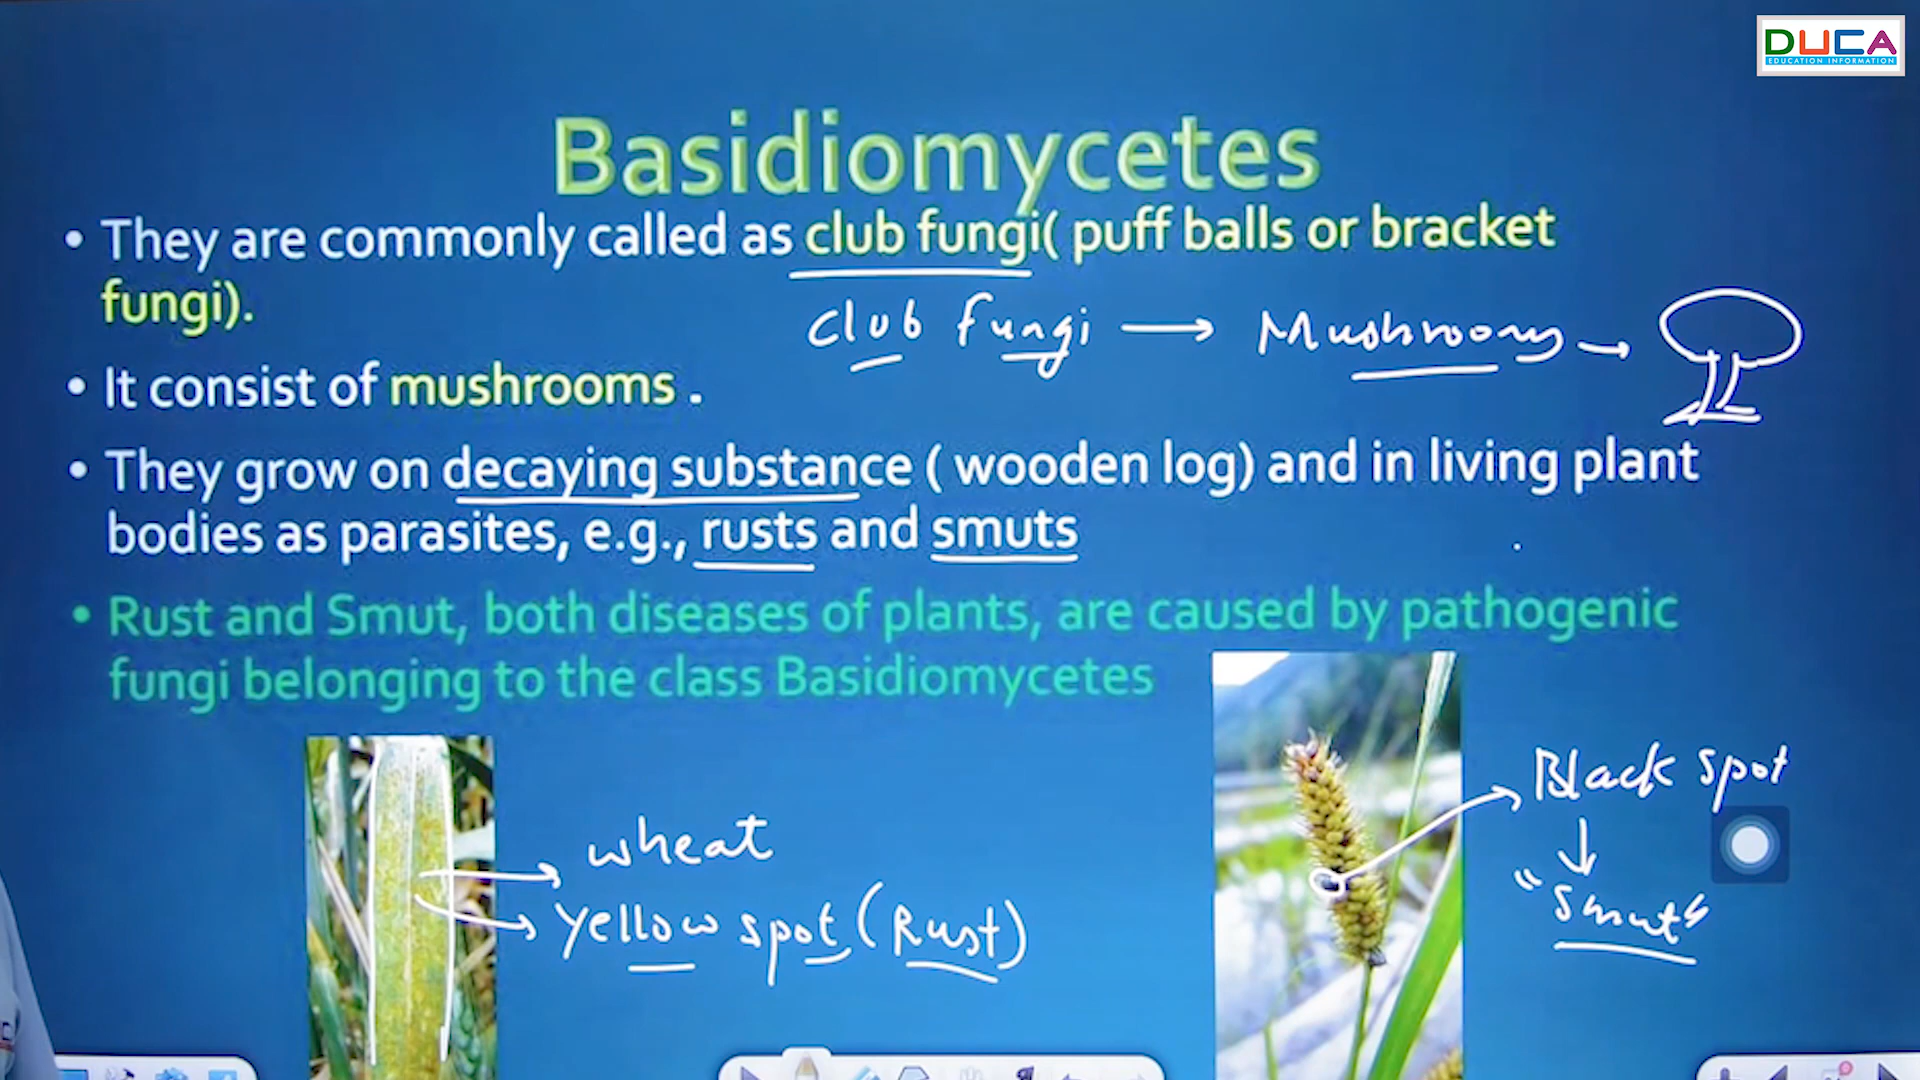 DUCA
EDUCATION INFORMATION
Basidiomycetes
• They are commonly called as club fungi( puff balls or bracket
fungi).
Club fungi → Mushrooms →
• It consist of mushrooms .
• They grow on decaying substance ( wooden log) and in living plant
bodies as parasites, e.g., rusts and smuts
• Rust and Smut, both diseases of plants, are caused by pathogenic
fungi belonging to the class Basidiomycetes
wheat
Yellow spot (Rust)
Black spot
↓
"Smut"